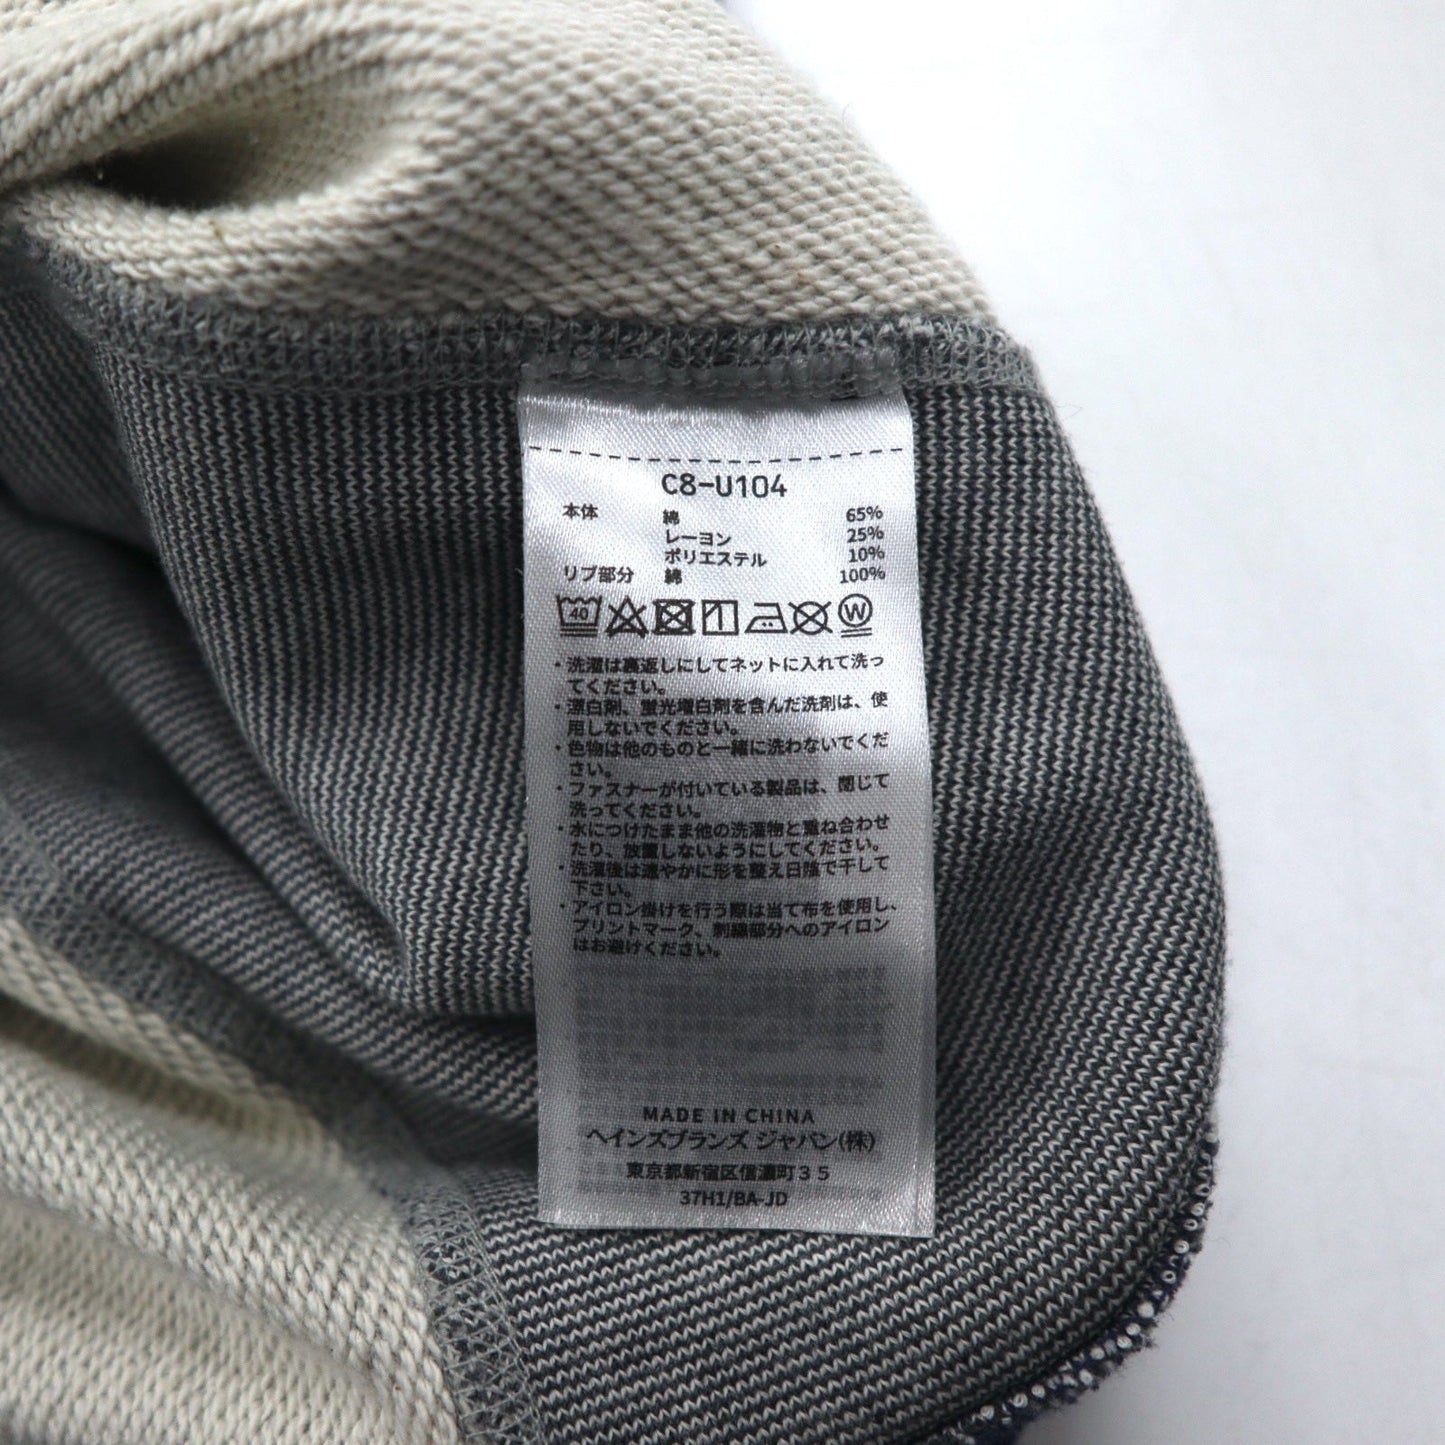 C8-U104
本体 綿 65%
レーヨン 25%
ポリエステル 10%
リブ部分 綿 100%
40 W
・洗濯は裏返しにしてネットに入れて洗っ
てください。
・漂白剤、蛍光増白剤を含んだ洗剤は、使
用しないでください。
・色物は他のものと一緒に洗わないでくだ
さい。
・ファスナーが付いている製品は、閉じて
洗ってください。
・水につけたまま他の洗濯物と重ね合わせ
たり、放置しないようにしてください。
・洗濯後は速やかに形を整え日陰で干して
下さい。
・アイロン掛けを行う際は当て布を使用し、
プリントマーク、刺繍部分へのアイロン
はお避けください。
MADE IN CHINA
ヘインズブランズ ジャパン(株)
東京都新宿区信濃町35
37H1/BA-JD